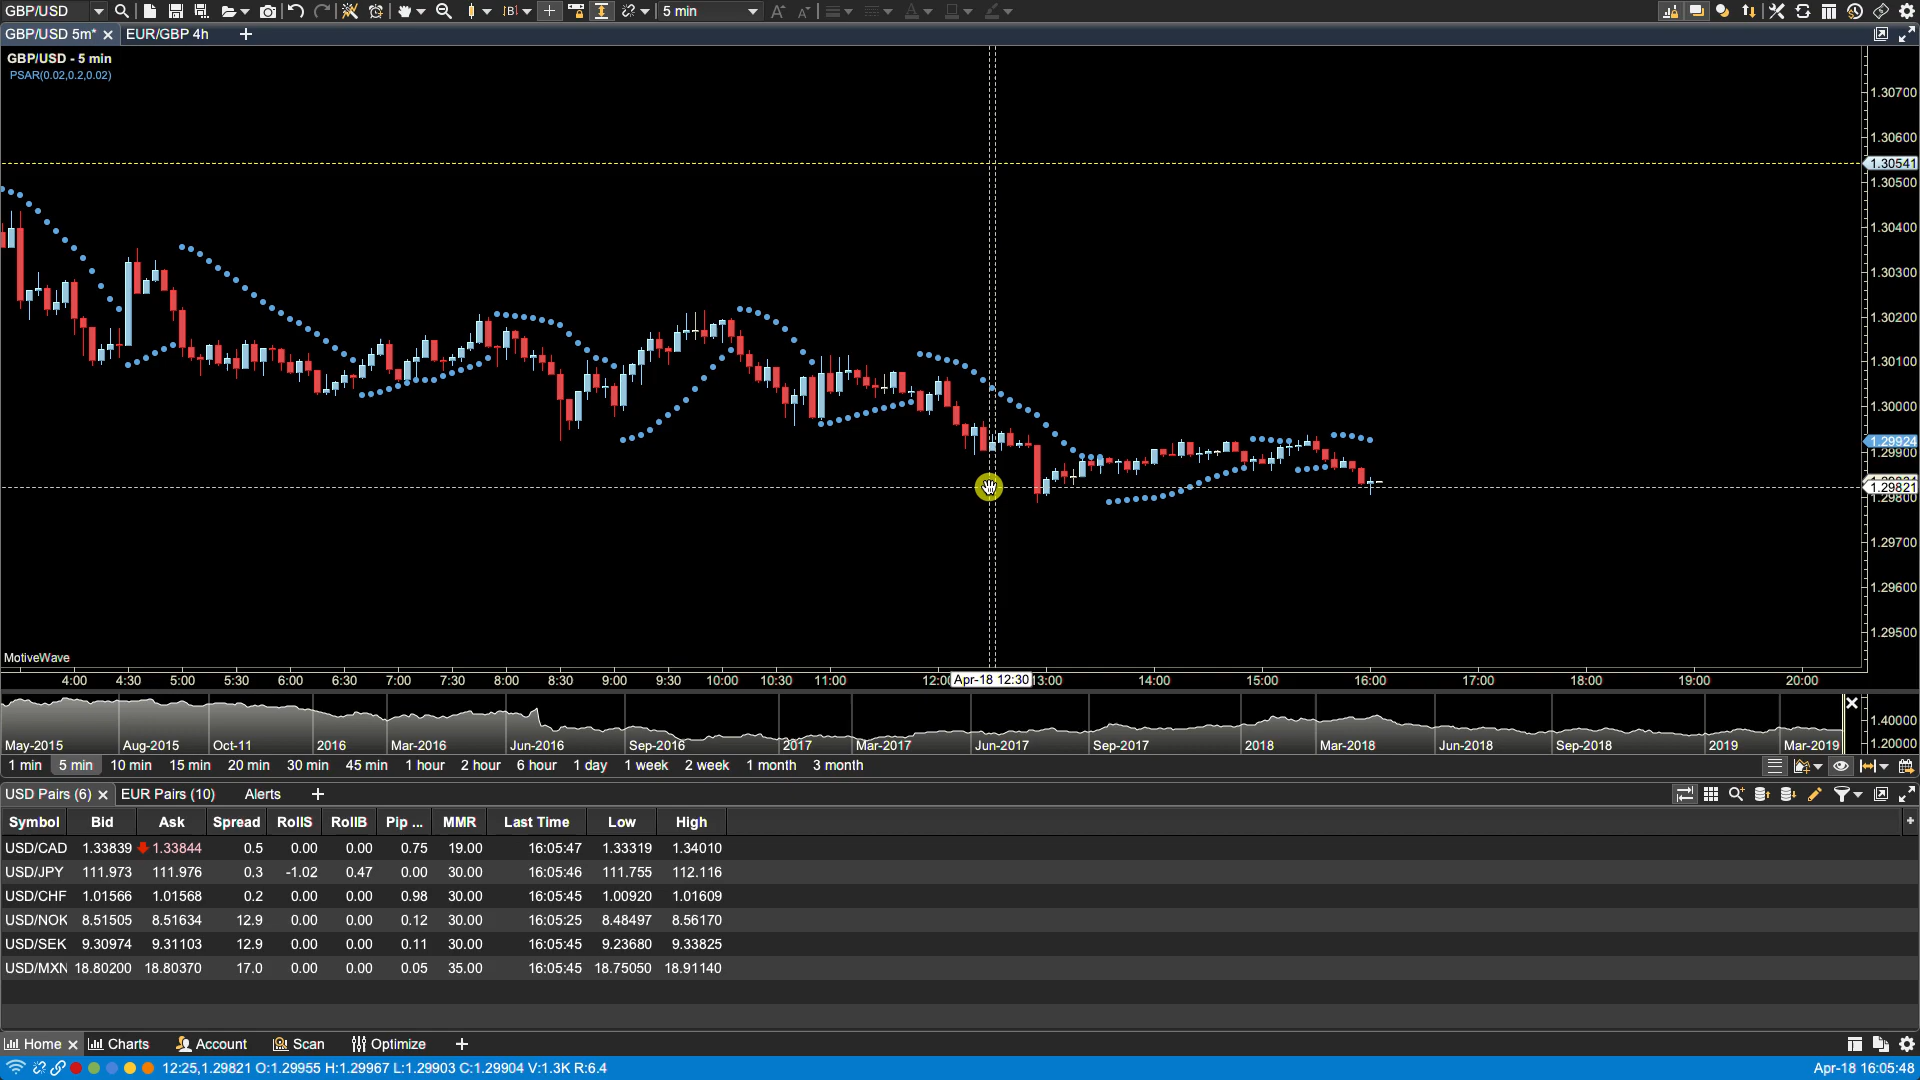 GBP/USD 5 min
GBP/USD 5m* EUR/GBP 4h +
GBP/USD - 5 min
PSAR(0.02,0.2,0.02)
1.30700
1.30600
1.30541
1.30500
1.30400
1.30300
1.30200
1.30100
1.30000
1.29924
1.29900
1.29821
1.29800
1.29700
1.29600
1.29500
MotiveWave
4:00 4:30 5:00 5:30 6:00 6:30 7:00 7:30 8:00 8:30 9:00 9:30 10:00 10:30 11:00 12:00 Apr-18 12:30 13:00 14:00 15:00 16:00 17:00 18:00 19:00 20:00
1.40000
1.20000
May-2015 Aug-2015 Oct-11 2016 Mar-2016 Jun-2016 Sep-2016 2017 Mar-2017 Jun-2017 Sep-2017 2018 Mar-2018 Jun-2018 Sep-2018 2019 Mar-2019
1 min 5 min 10 min 15 min 20 min 30 min 45 min 1 hour 2 hour 6 hour 1 day 1 week 2 week 1 month 3 month
USD Pairs (6) EUR Pairs (10) Alerts +
Symbol Bid Ask Spread RollS RollB Pip ... MMR Last Time Low High
USD/CAD 1.33839 1.33844 0.5 0.00 0.00 0.75 19.00 16:05:47 1.33319 1.34010
USD/JPY 111.973 111.976 0.3 -1.02 0.47 0.00 30.00 16:05:46 111.755 112.116
USD/CHF 1.01566 1.01568 0.2 0.00 0.00 0.98 30.00 16:05:45 1.00920 1.01609
USD/NOK 8.51505 8.51634 12.9 0.00 0.00 0.12 30.00 16:05:25 8.48497 8.56170
USD/SEK 9.30974 9.31103 12.9 0.00 0.00 0.11 30.00 16:05:45 9.23680 9.33825
USD/MXN 18.80200 18.80370 17.0 0.00 0.00 0.05 35.00 16:05:45 18.75050 18.91140
Home Charts Account Scan Optimize +
12:25,1.29821 O:1.29955 H:1.29967 L:1.29903 C:1.29904 V:1.3K R:6.4 Apr-18 16:05:48